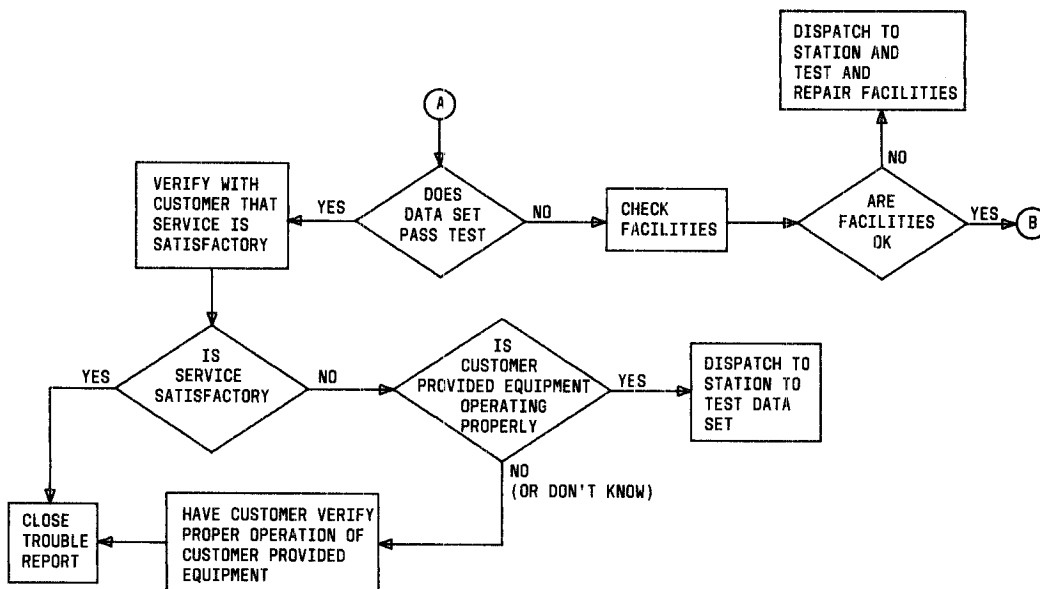 A
DOES
DATA SET
PASS TEST
YES
NO
VERIFY WITH
CUSTOMER THAT
SERVICE IS
SATISFACTORY
CHECK
FACILITIES
ARE
FACILITIES
OK
NO
YES
B
DISPATCH TO
STATION AND
TEST AND
REPAIR FACILITIES
IS
SERVICE
SATISFACTORY
YES
NO
IS
CUSTOMER
PROVIDED EQUIPMENT
OPERATING
PROPERLY
YES
DISPATCH TO
STATION TO
TEST DATA
SET
NO
(OR DON'T KNOW)
HAVE CUSTOMER VERIFY
PROPER OPERATION OF
CUSTOMER PROVIDED
EQUIPMENT
CLOSE
TROUBLE
REPORT